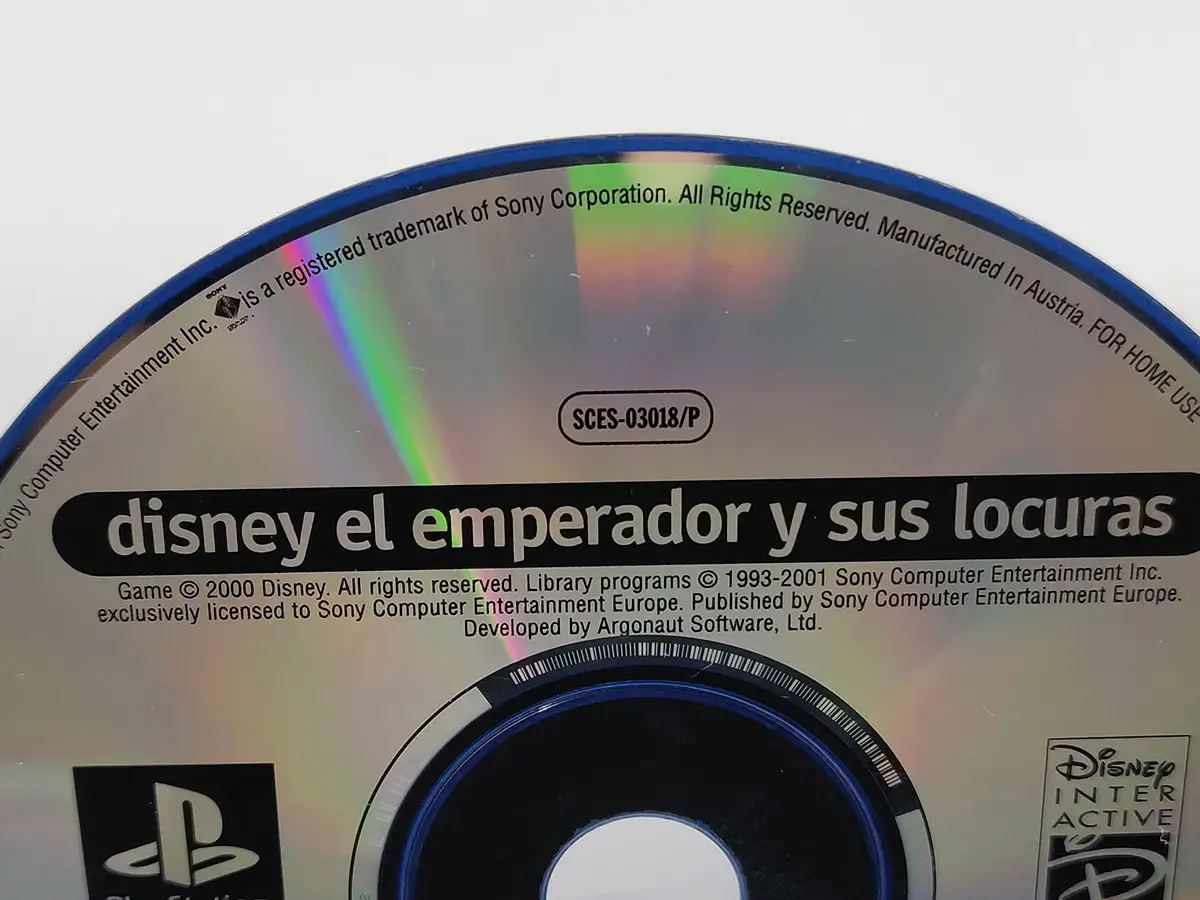 Sony Computer Entertainment Inc. SONY is a registered trademark of Sony Corporation. All Rights Reserved. Manufactured In Austria. FOR HOME USE
SCES-03018/P
disney el emperador y sus locuras
Game © 2000 Disney. All rights reserved. Library programs © 1993-2001 Sony Computer Entertainment Inc.
exclusively licensed to Sony Computer Entertainment Europe. Published by Sony Computer Entertainment Europe.
Developed by Argonaut Software, Ltd.
PlayStation
DISNEY
INTER
ACTIVE